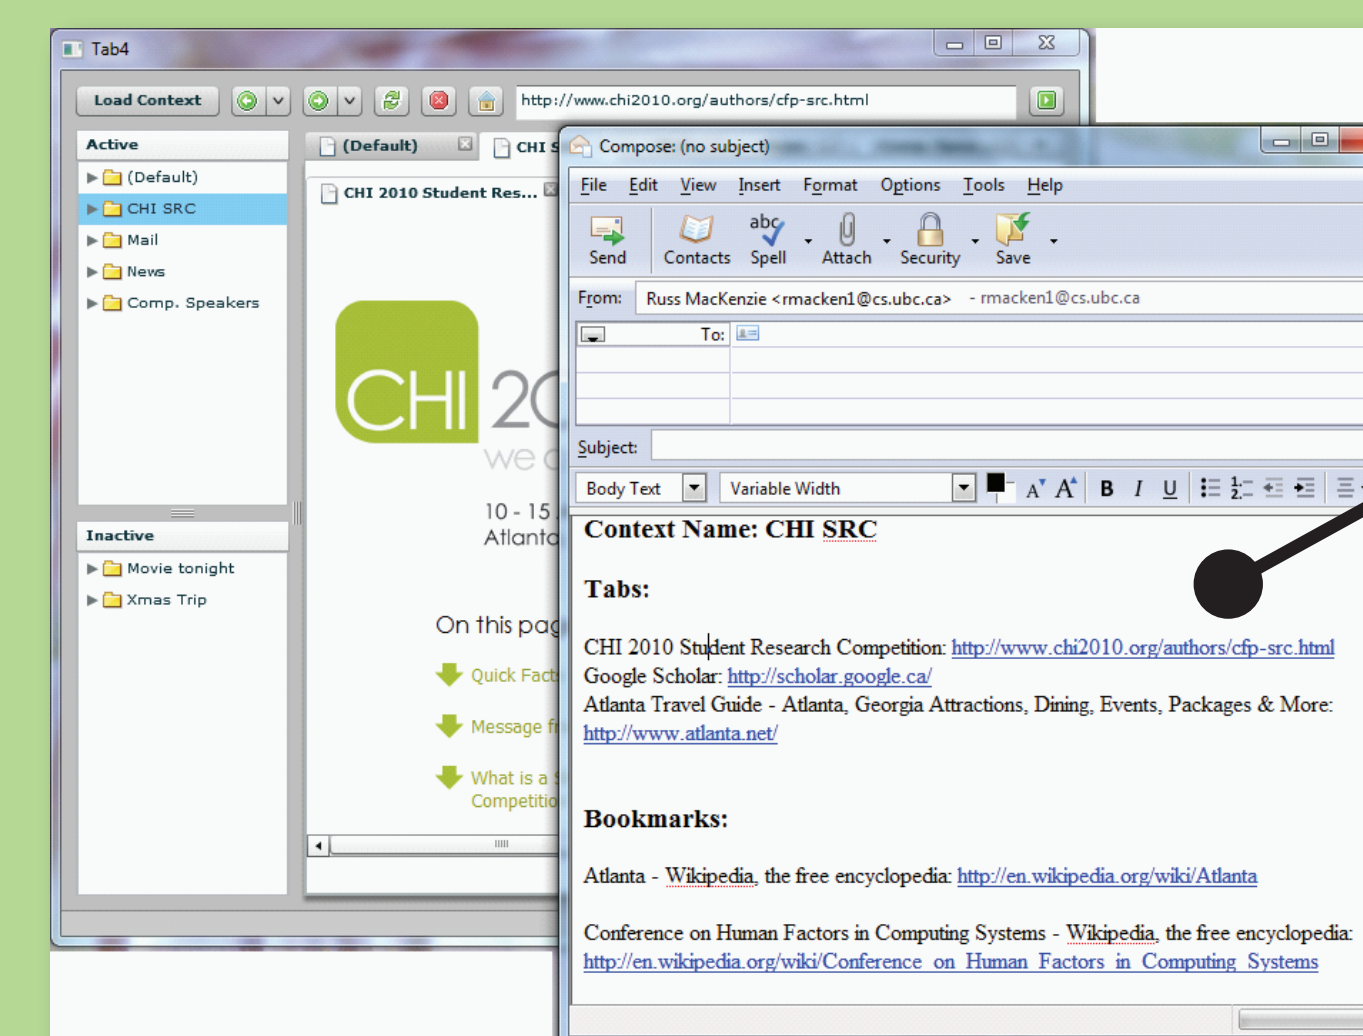 Tab4
Load Context
http://www.chi2010.org/authors/cfp-src.html
Active
(Default)
CHI SRC
Mail
News
Comp. Speakers
Inactive
Movie tonight
Xmas Trip
(Default)
CHI
CHI 2010 Student Res...
CHI
we
10 - 15
On this
Quick
Message
What is a
Compose: (no subject)
File Edit View Insert Format Options Tools Help
Send Contacts Spell Attach Security Save
abc
From: Russ MacKenzie <rmacken1@cs.ubc.ca> - rmacken1@cs.ubc.ca
To:
Subject:
Body Text Variable Width
A A B I U
Context Name: CHI SRC
Tabs:
CHI 2010 Student Research Competition: http://www.chi2010.org/authors/cfp-src.html
Google Scholar: http://scholar.google.ca/
Atlanta Travel Guide - Atlanta, Georgia Attractions, Dining, Events, Packages & More:
http://www.atlanta.net/
Bookmarks:
Atlanta - Wikipedia, the free encyclopedia: http://en.wikipedia.org/wiki/Atlanta
Conference on Human Factors in Computing Systems - Wikipedia, the free encyclopedia:
http://en.wikipedia.org/wiki/Conference_on_Human_Factors_in_Computing_Systems